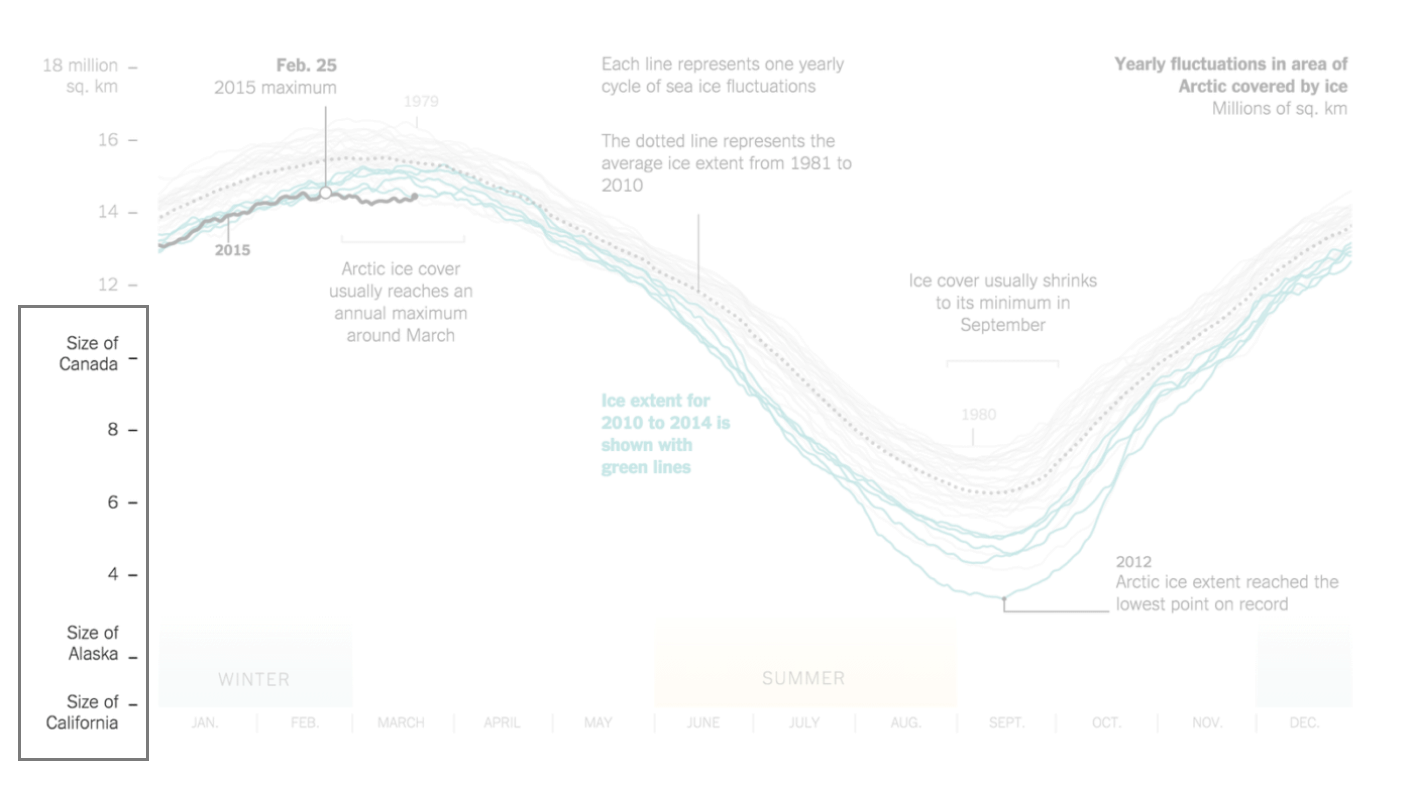 18 million
sq. km
16
14
12
Size of
Canada
8
6
4
Size of
Alaska
Size of
California
Feb. 25
2015 maximum
1979
2015
Arctic ice cover
usually reaches an
annual maximum
around March
Each line represents one yearly
cycle of sea ice fluctuations
The dotted line represents the
average ice extent from 1981 to
2010
Ice extent for
2010 to 2014 is
shown with
green lines
Yearly fluctuations in area of
Arctic covered by ice
Millions of sq. km
Ice cover usually shrinks
to its minimum in
September
1980
2012
Arctic ice extent reached the
lowest point on record
WINTER
SUMMER
JAN.
FEB.
MARCH
APRIL
MAY
JUNE
JULY
AUG.
SEPT.
OCT.
NOV.
DEC.